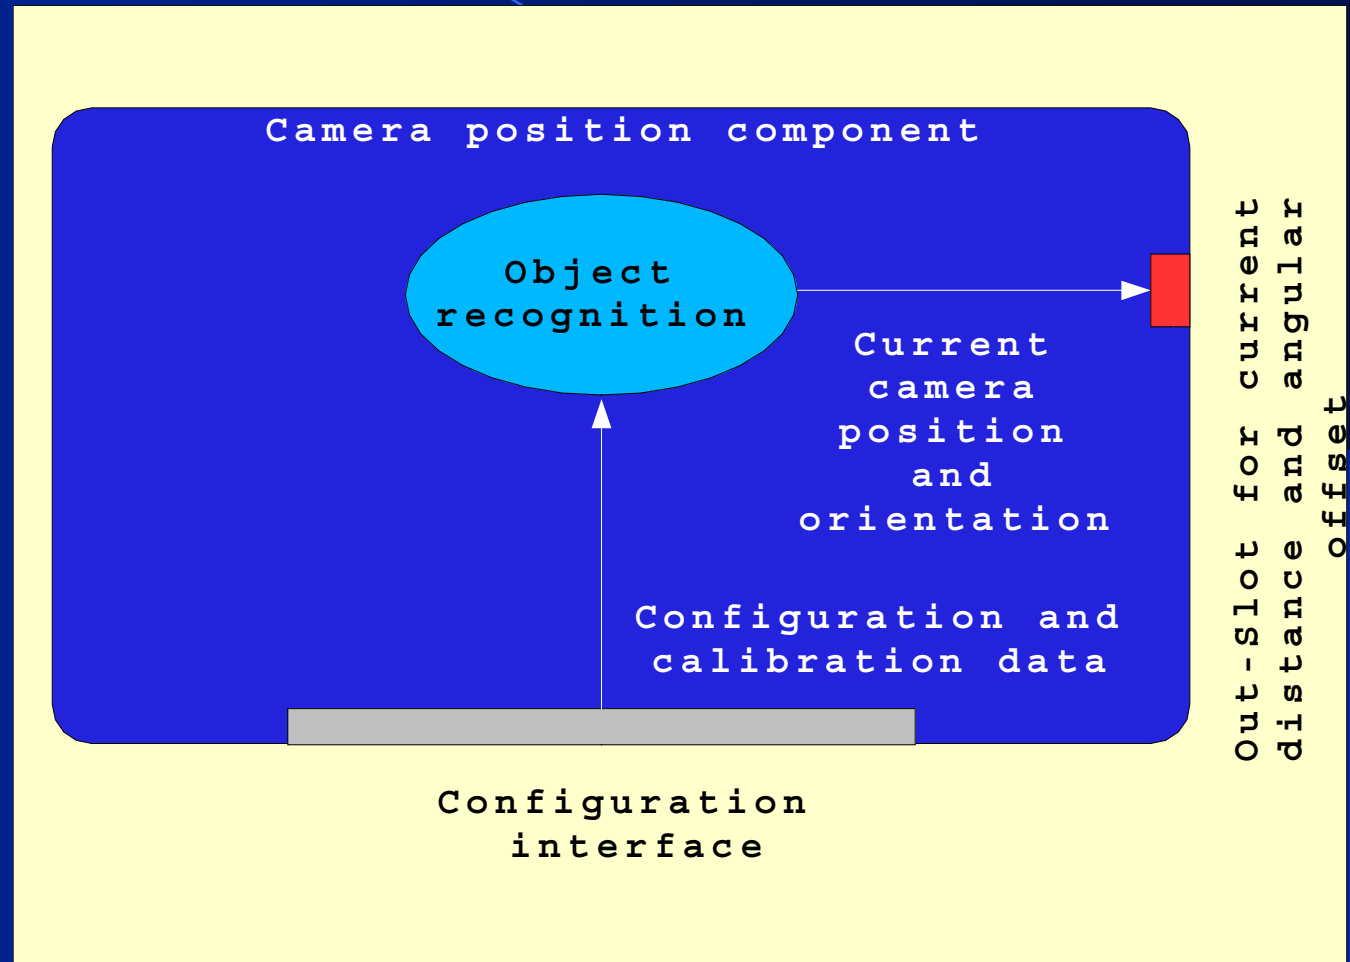 Camera position component
Object
recognition
Current
camera
position
and
orientation
Configuration and
calibration data
Configuration
interface
Out-Slot for current
distance and angular
offset